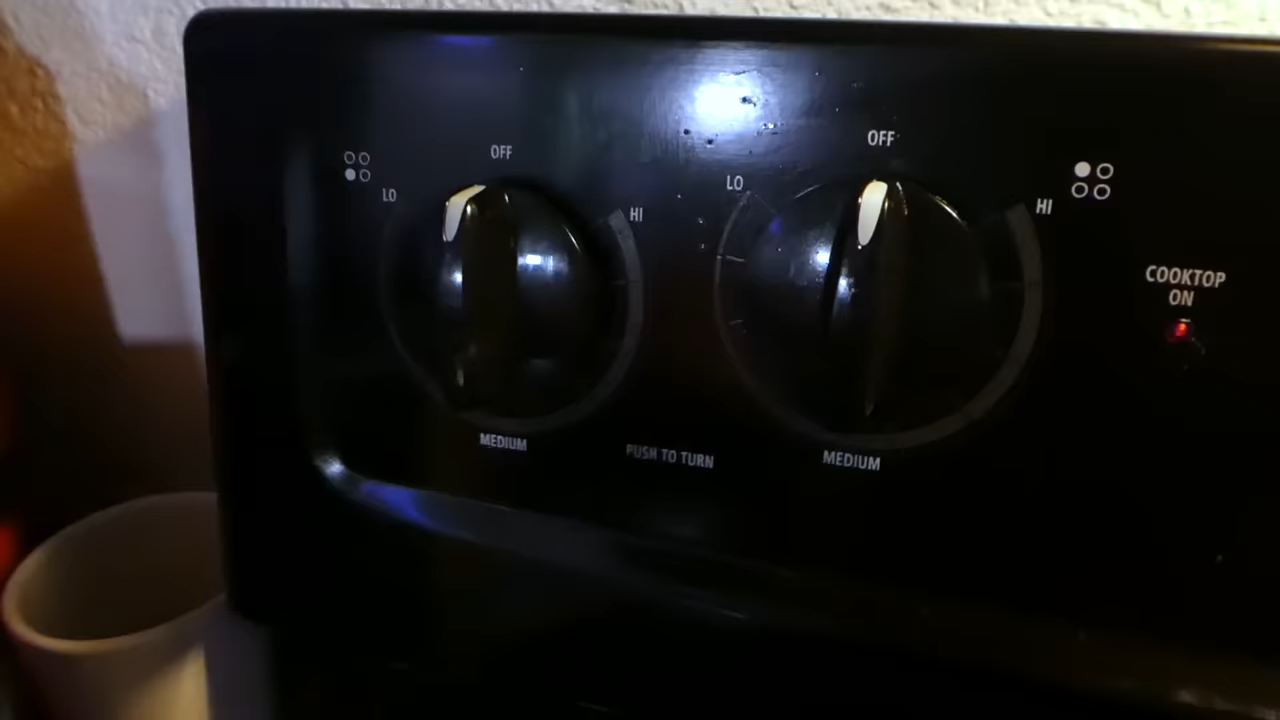 OFF
LO
HI
MEDIUM
PUSH TO TURN
OFF
LO
HI
MEDIUM
COOKTOP
ON